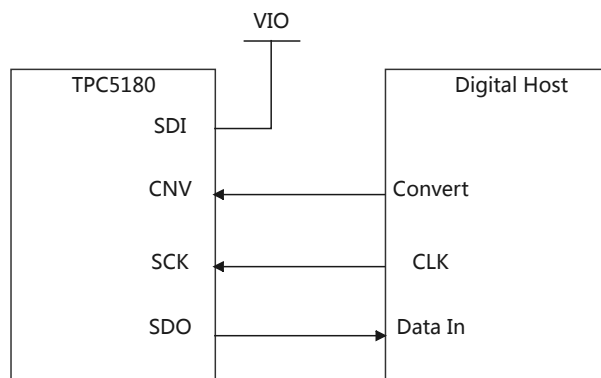 VIO
TPC5180
Digital Host
SDI
CNV
Convert
SCK
CLK
SDO
Data In